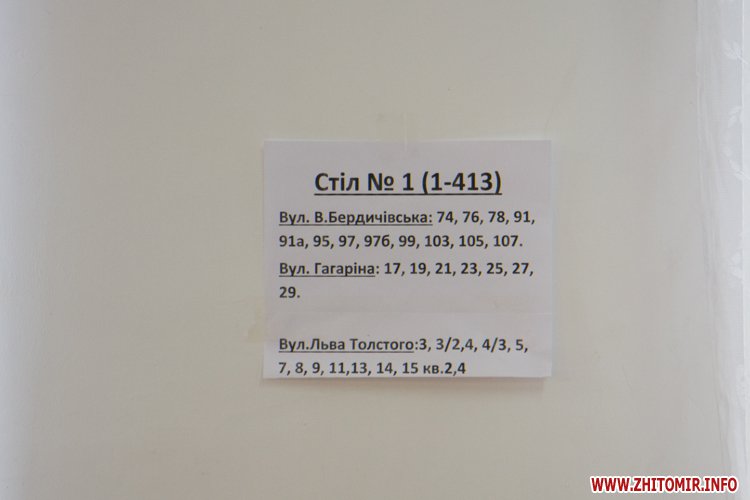 Стіл № 1 (1-413)
Вул. В.Бердичівська: 74, 76, 78, 91,
91а, 95, 97, 97б, 99, 103, 105, 107.
Вул. Гагаріна: 17, 19, 21, 23, 25, 27,
29.
Вул.Льва Толстого:3, 3/2,4, 4/3, 5,
7, 8, 9, 11,13, 14, 15 кв.2,4
WWW.ZHITOMIR.INFO